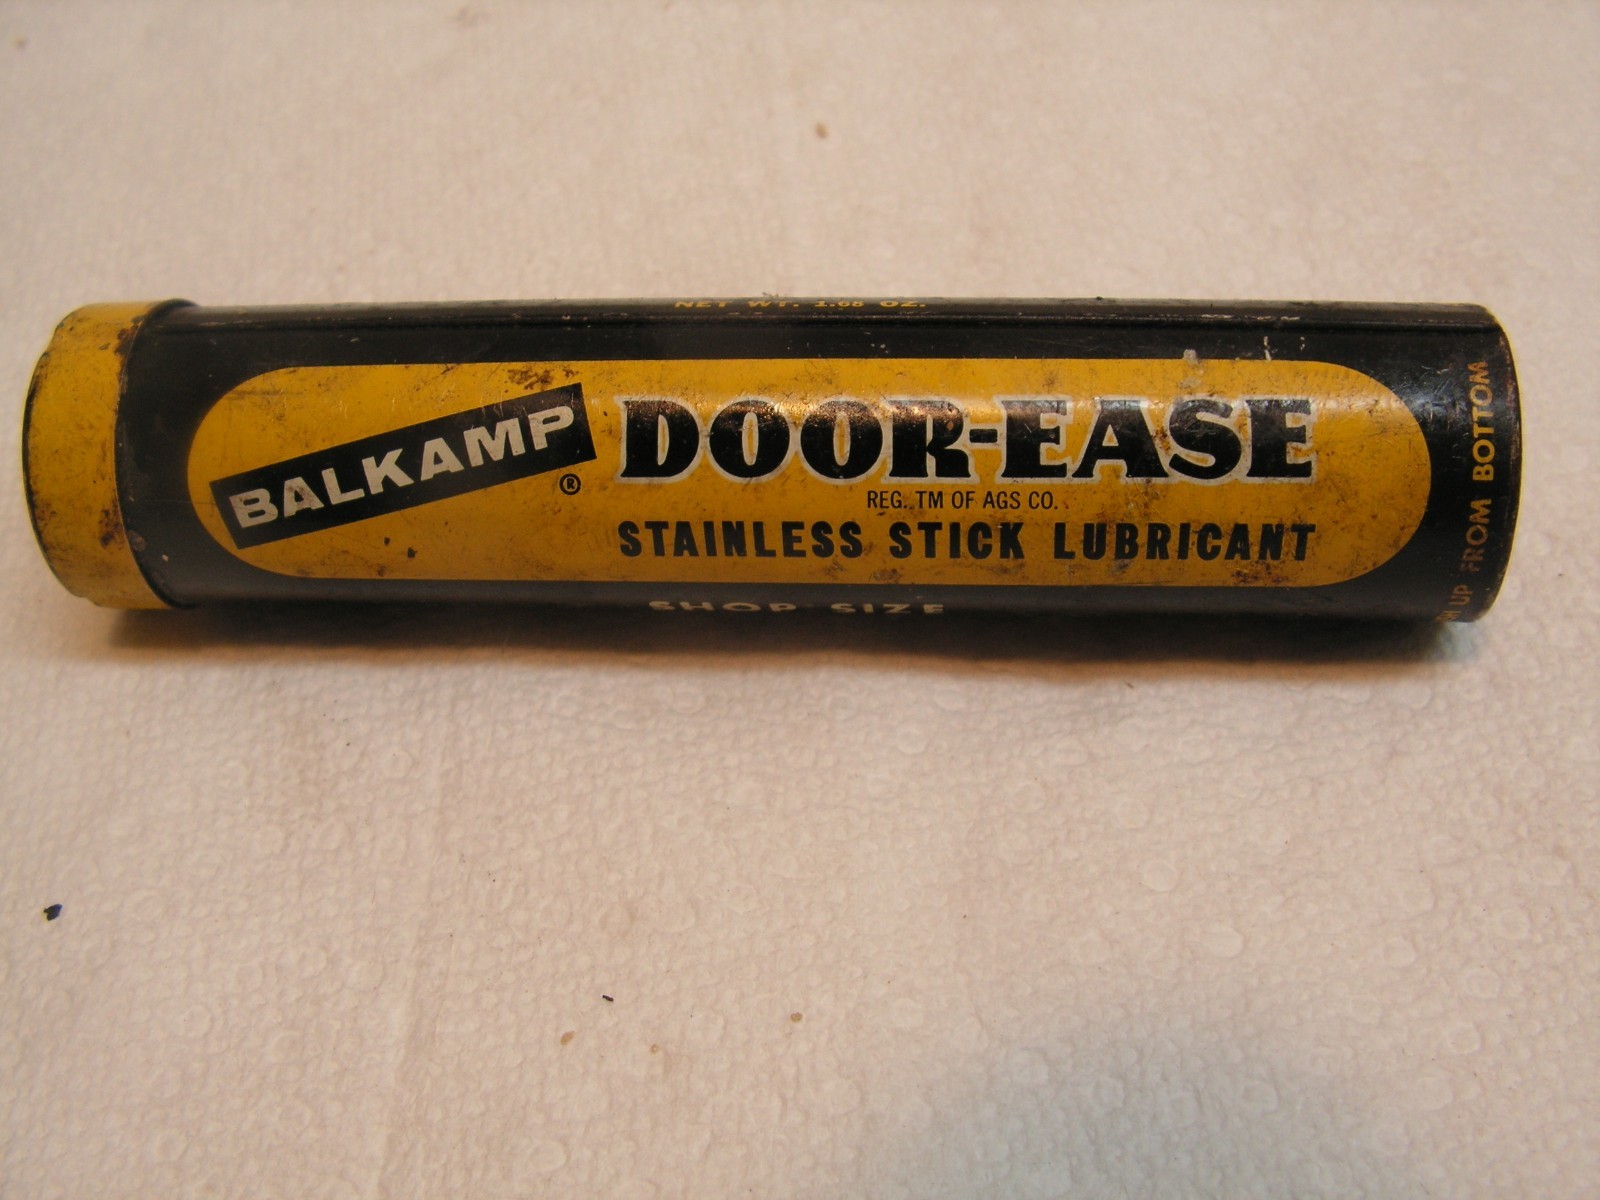 NET WT. 1.68 OZ.
BALKAMP
®
DOOR-EASE
REG. TM OF AGS CO.
STAINLESS STICK LUBRICANT
SHOP SIZE
UP FROM BOTTOM